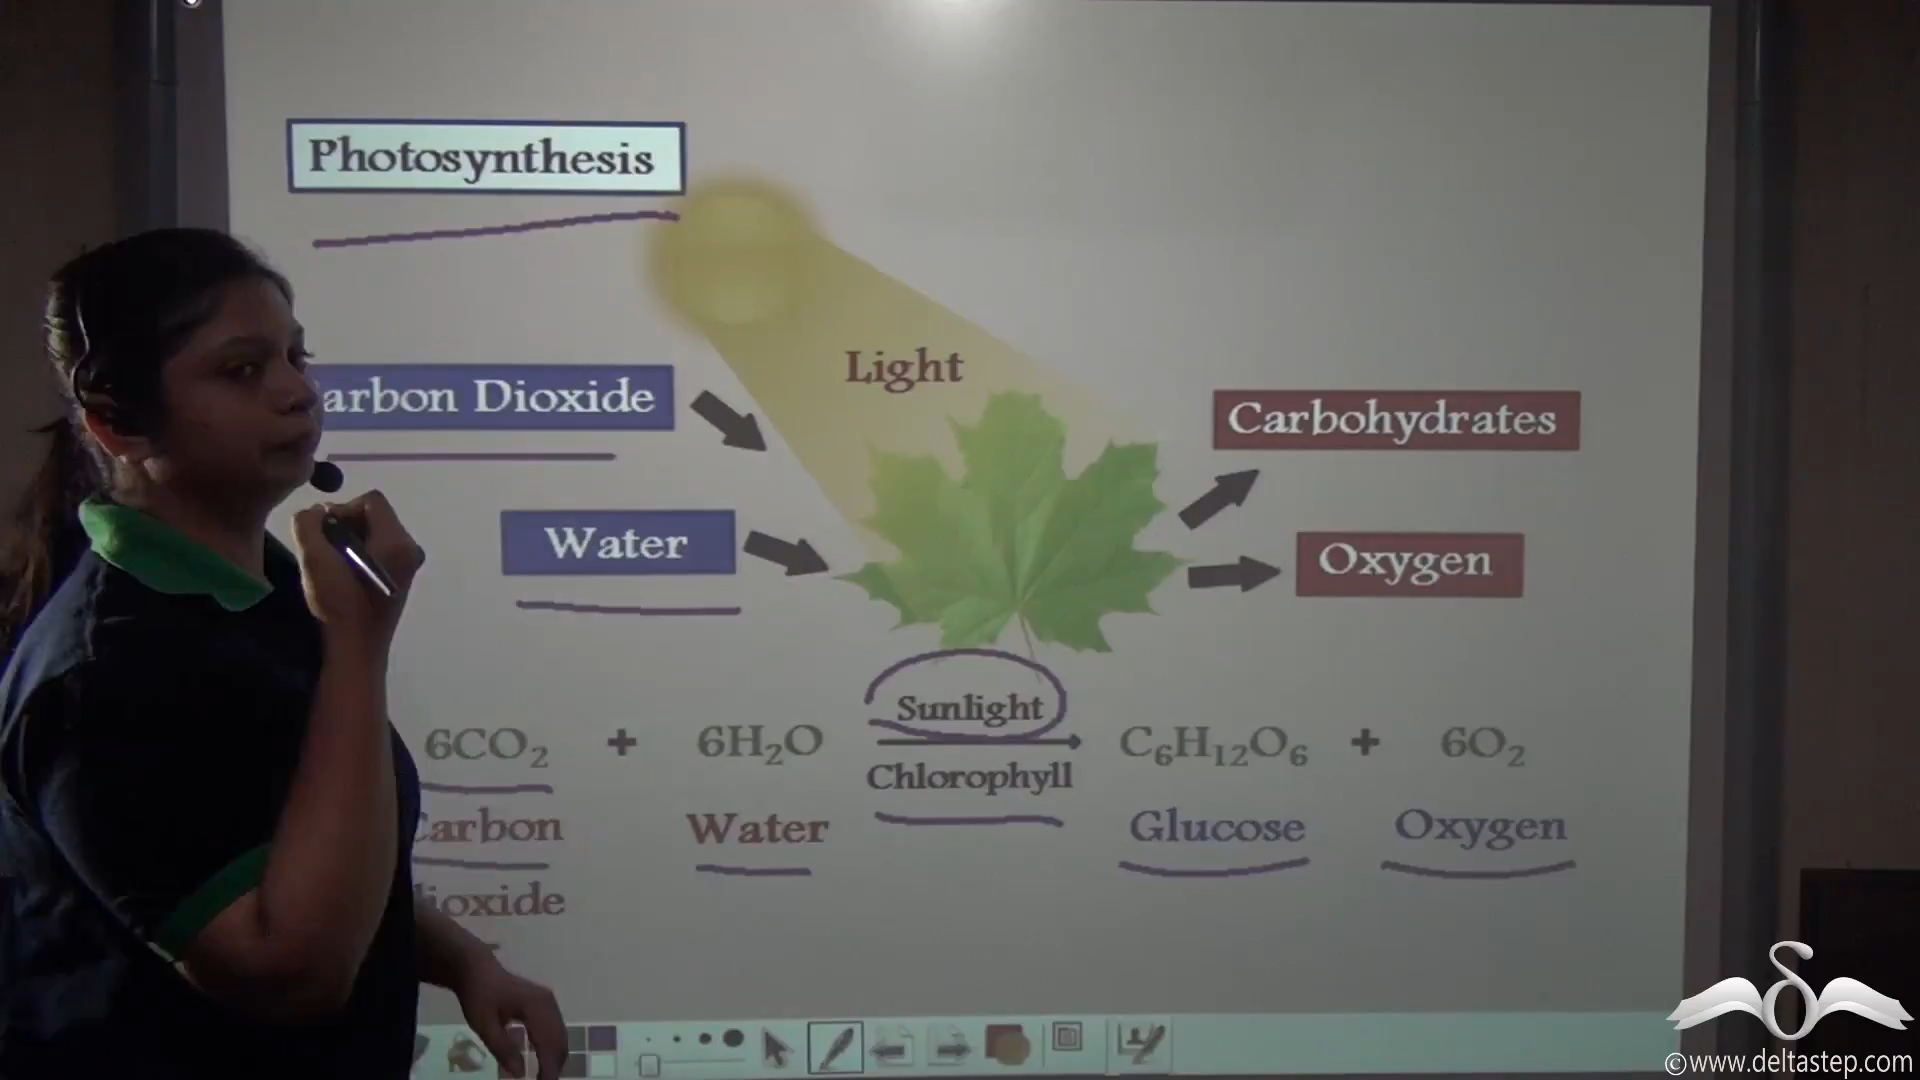 Photosynthesis
Light
arbon Dioxide
Carbohydrates
Water
Oxygen
Sunlight
6CO₂ + 6H₂O C₆H₁₂O₆ + 6O₂
Chlorophyll
Carbon Water Glucose Oxygen
ioxide
©www.deltastep.com